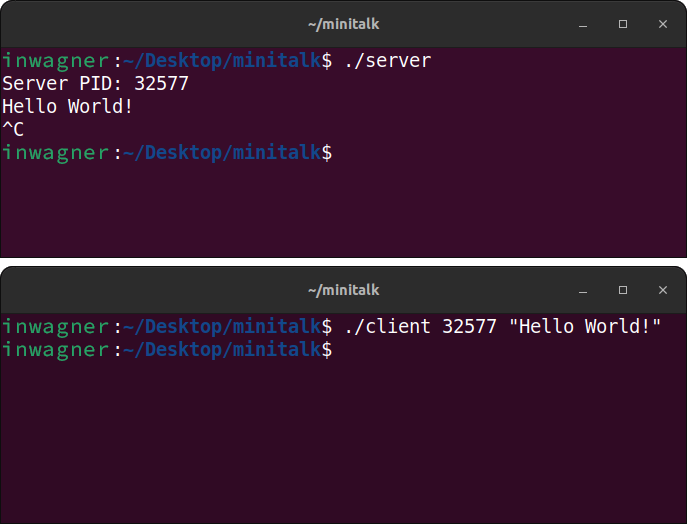 ~/minitalk
inwagner:~/Desktop/minitalk$ ./server
Server PID: 32577
Hello World!
^C
inwagner:~/Desktop/minitalk$
~/minitalk
inwagner:~/Desktop/minitalk$ ./client 32577 "Hello World!"
inwagner:~/Desktop/minitalk$